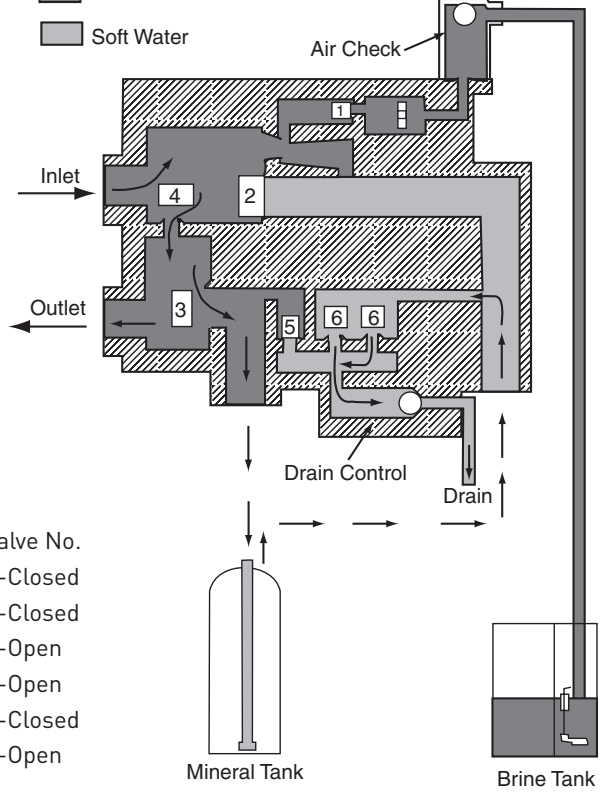 Soft Water
Air Check
1
Inlet
4
2
Outlet
3
5
6
6
Drain Control
Drain
alve No.
-Closed
-Closed
-Open
-Open
-Closed
-Open
Mineral Tank
Brine Tank